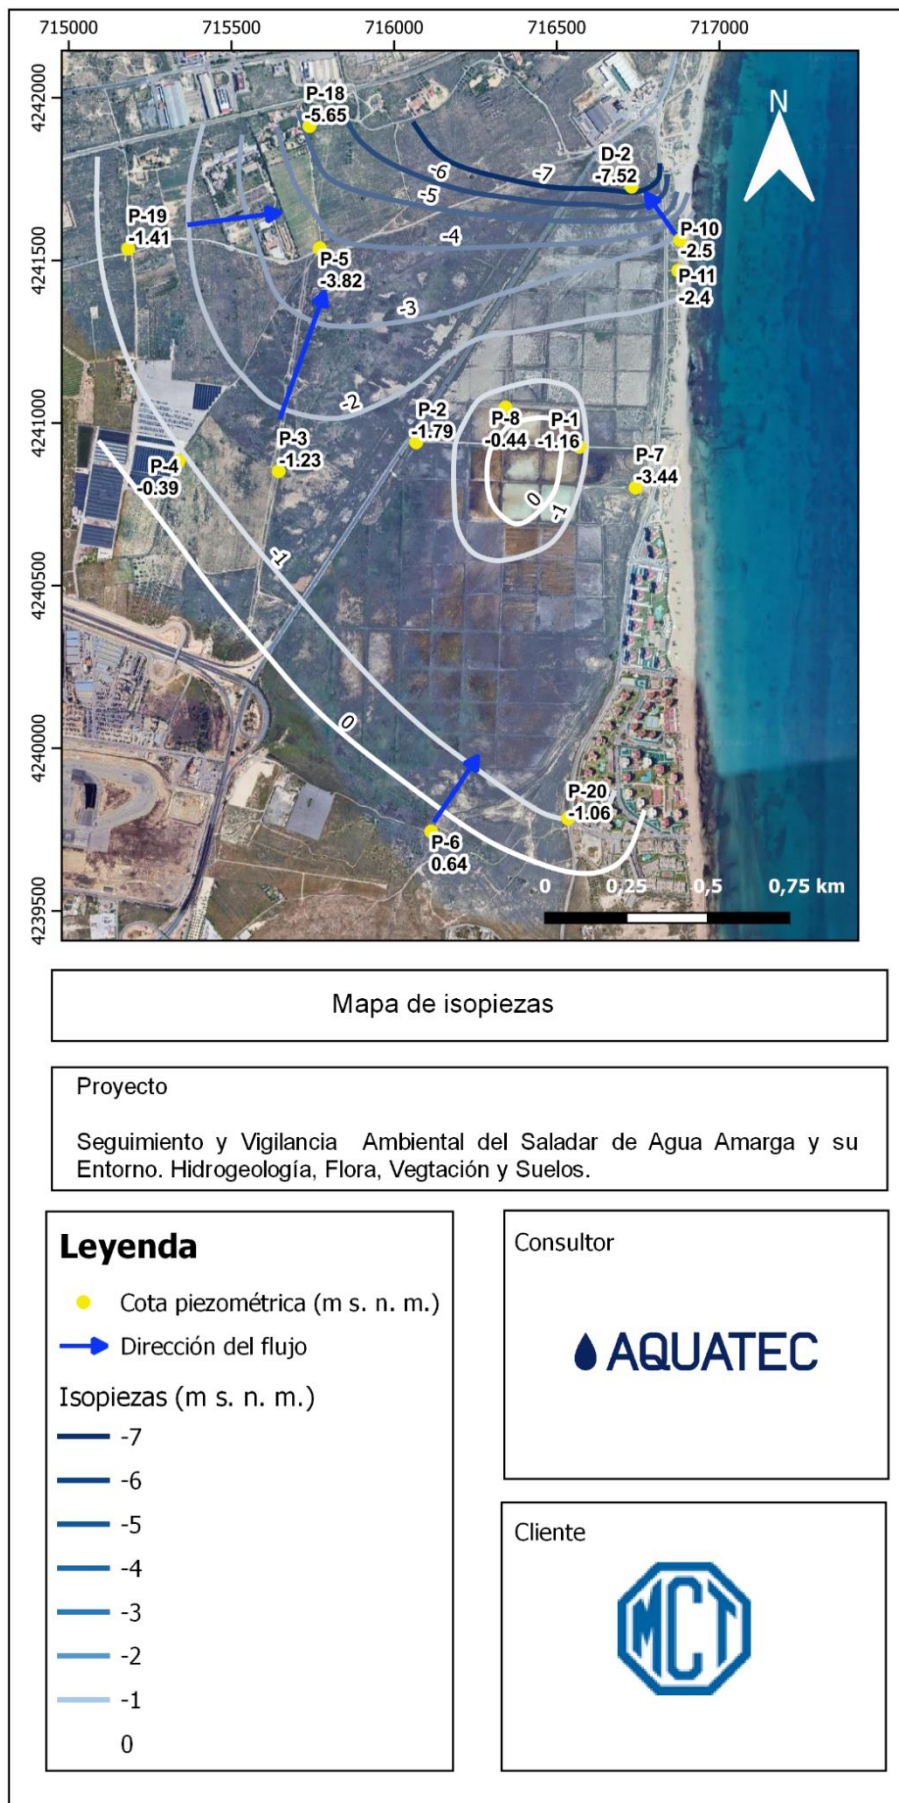 715000 715500 716000 716500 717000
4242000
4241500
4241000
4240500
4240000
4239500
N
P-18
-5.65
D-2
-7.52
-6
-7
-5
P-19
-1.41
P-10
-2.5
-4
P-5
-3.82
P-11
-2.4
-3
-2
P-2
-1.79
P-8
-0.44
P-1
-1.16
P-3
-1.23
P-7
-3.44
P-4
-0.39
0
-1
-1
0
P-20
-1.06
P-6
0.64
0 0,25 0,5 0,75 km
Mapa de isopiezas
Proyecto
Seguimiento y Vigilancia Ambiental del Saladar de Agua Amarga y su
Entorno. Hidrogeología, Flora, Vegtación y Suelos.
Leyenda
Cota piezométrica (m s. n. m.)
Dirección del flujo
Isopiezas (m s. n. m.)
-7
-6
-5
-4
-3
-2
-1
0
Consultor
AQUATEC
Cliente
MCT